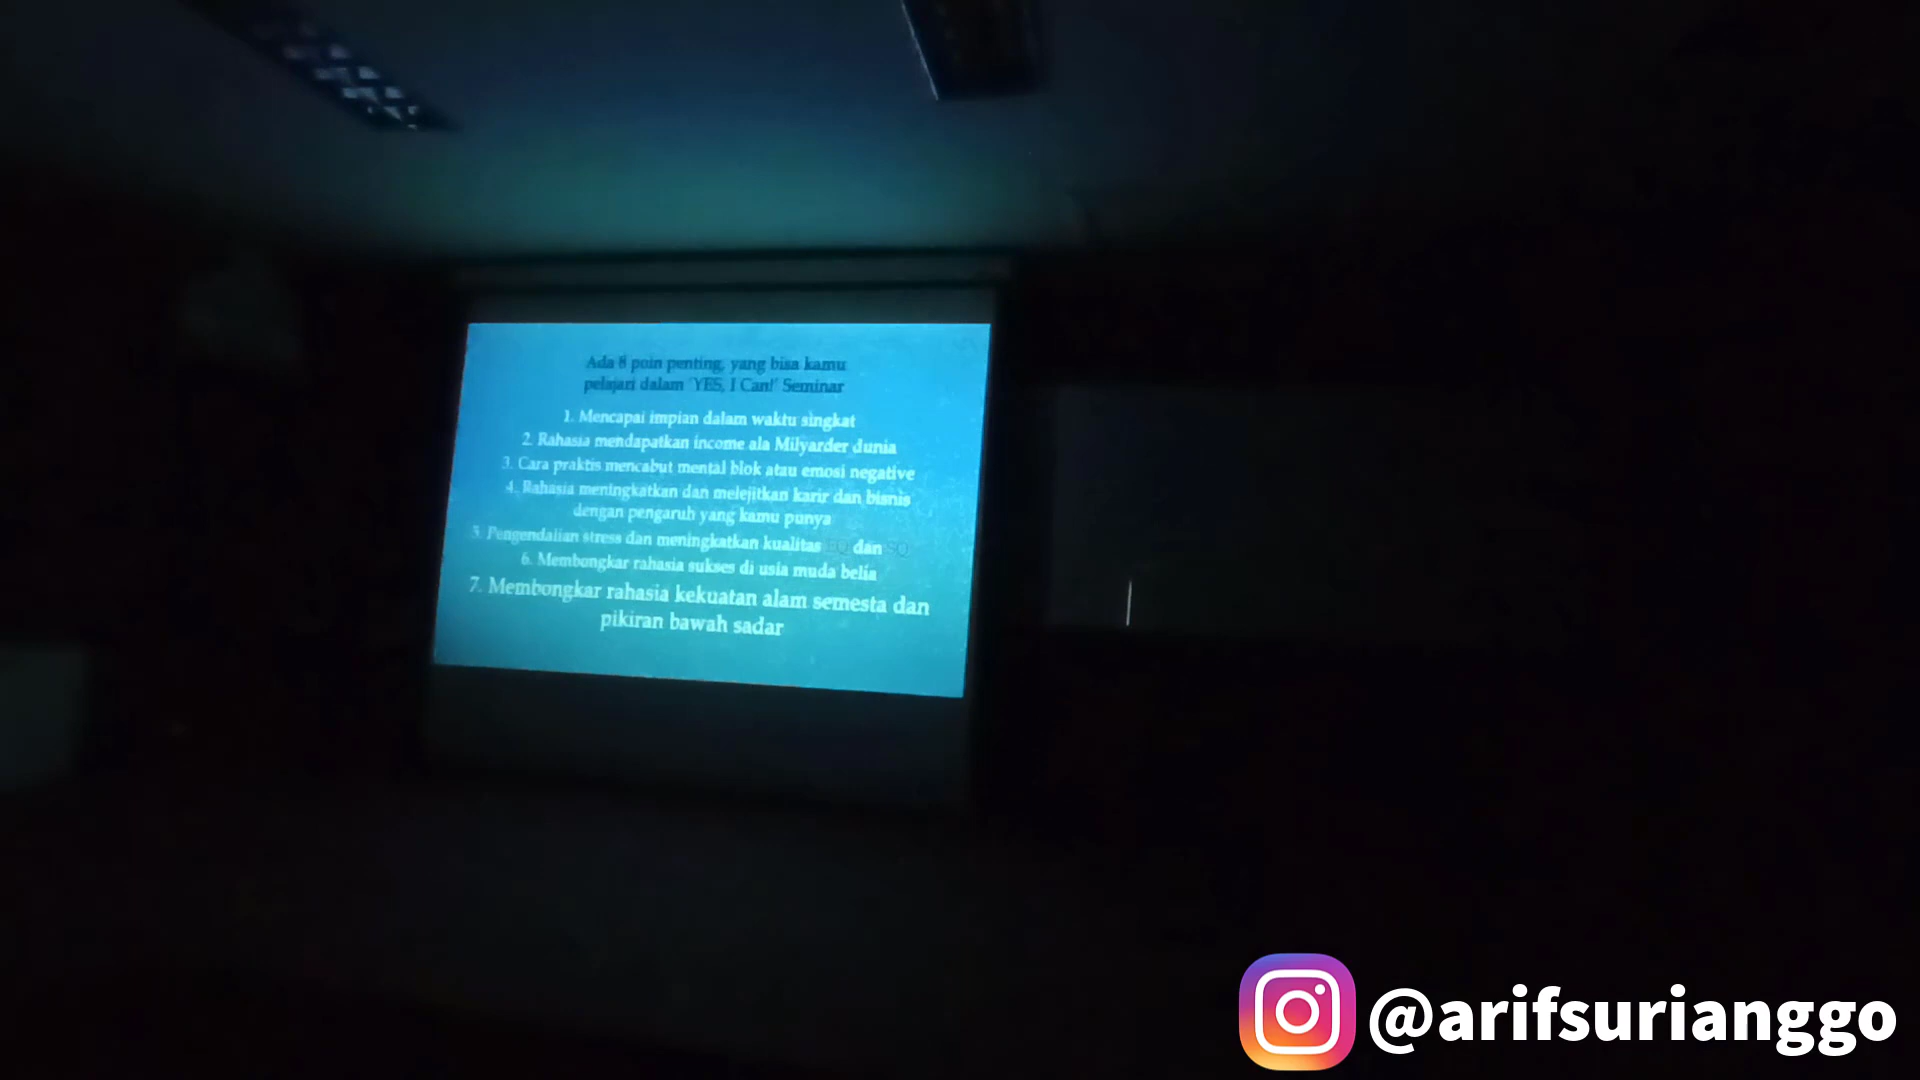 Ada 8 poin penting, yang bisa kamu
pelajari dalam 'YES, I Can!' Seminar
1. Mencapai impian dalam waktu singkat
2. Rahasia mendapatkan income ala Milyarder dunia
3. Cara praktis mencabut mental blok atau emosi negative
4. Rahasia meningkatkan dan melejitkan karir dan bisnis
dengan pengaruh yang kamu punya
5. Pengendalian stress dan meningkatkan kualitas EQ dan SQ
6. Membongkar rahasia sukses di usia muda belia
7. Membongkar rahasia kekuatan alam semesta dan
pikiran bawah sadar
@arifsurianggo